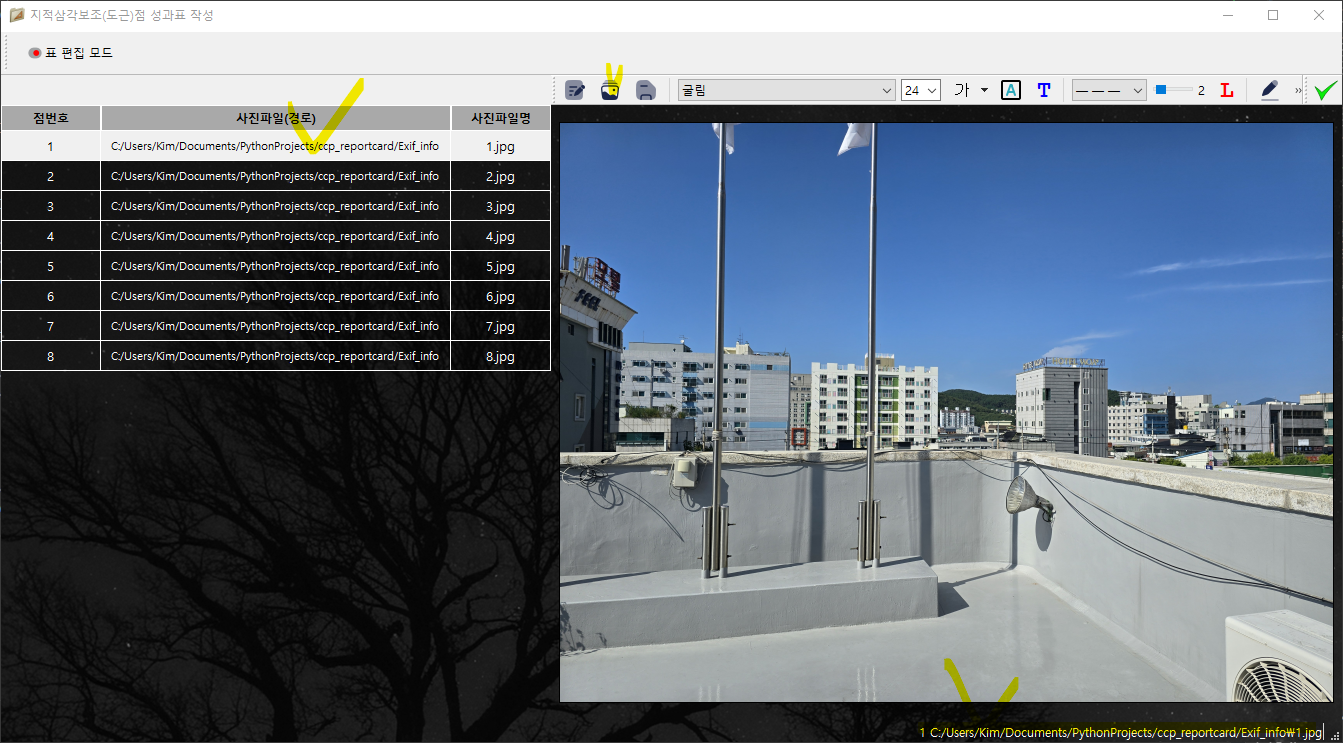 지적삼각보조(도근)점 성과표 작성
표 편집 모드
굴림 24 가 A T 2 L »
점번호 사진파일(경로) 사진파일명
1 C:/Users/Kim/Documents/PythonProjects/ccp_reportcard/Exif_info 1.jpg
2 C:/Users/Kim/Documents/PythonProjects/ccp_reportcard/Exif_info 2.jpg
3 C:/Users/Kim/Documents/PythonProjects/ccp_reportcard/Exif_info 3.jpg
4 C:/Users/Kim/Documents/PythonProjects/ccp_reportcard/Exif_info 4.jpg
5 C:/Users/Kim/Documents/PythonProjects/ccp_reportcard/Exif_info 5.jpg
6 C:/Users/Kim/Documents/PythonProjects/ccp_reportcard/Exif_info 6.jpg
7 C:/Users/Kim/Documents/PythonProjects/ccp_reportcard/Exif_info 7.jpg
8 C:/Users/Kim/Documents/PythonProjects/ccp_reportcard/Exif_info 8.jpg
1 C:/Users/Kim/Documents/PythonProjects/ccp_reportcard/Exif_info₩1.jpg